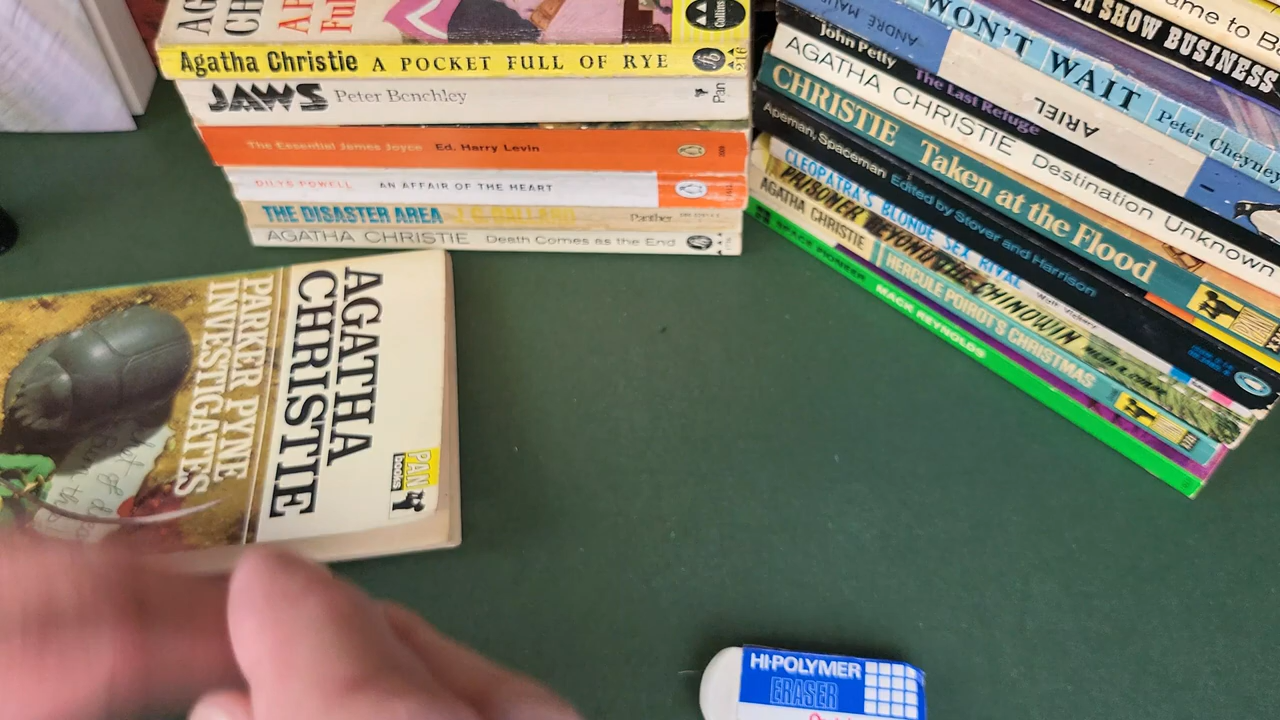 Agatha Christie A POCKET FULL OF RYE
Collins
JAWS Peter Benchley Pan
The Essential James Joyce Ed. Harry Levin
DILYS POWELL AN AFFAIR OF THE HEART
THE DISASTER AREA J.G. BALLARD Panther
AGATHA CHRISTIE Death Comes as the End
ame to
SHOW BUSINESS
WON'T WAIT Peter Cheyney
ANDRÉ
ARIEL
John Petty The Last Refuge
AGATHA CHRISTIE Destination Unknown
CHRISTIE Taken at the Flood
Apeman, Spaceman Edited by Stover and Harrison
CLEOPATRA'S BLONDE SEX RIVAL
PRISONER BEYOND THE CHINDWIN
AGATHA CHRISTIE HERCULE POIROT'S CHRISTMAS
SPACE PIONEER MACK REYNOLDS
AGATHA
CHRISTIE
PARKER PYNE
INVESTIGATES
PAN
books
HI-POLYMER
ERASER